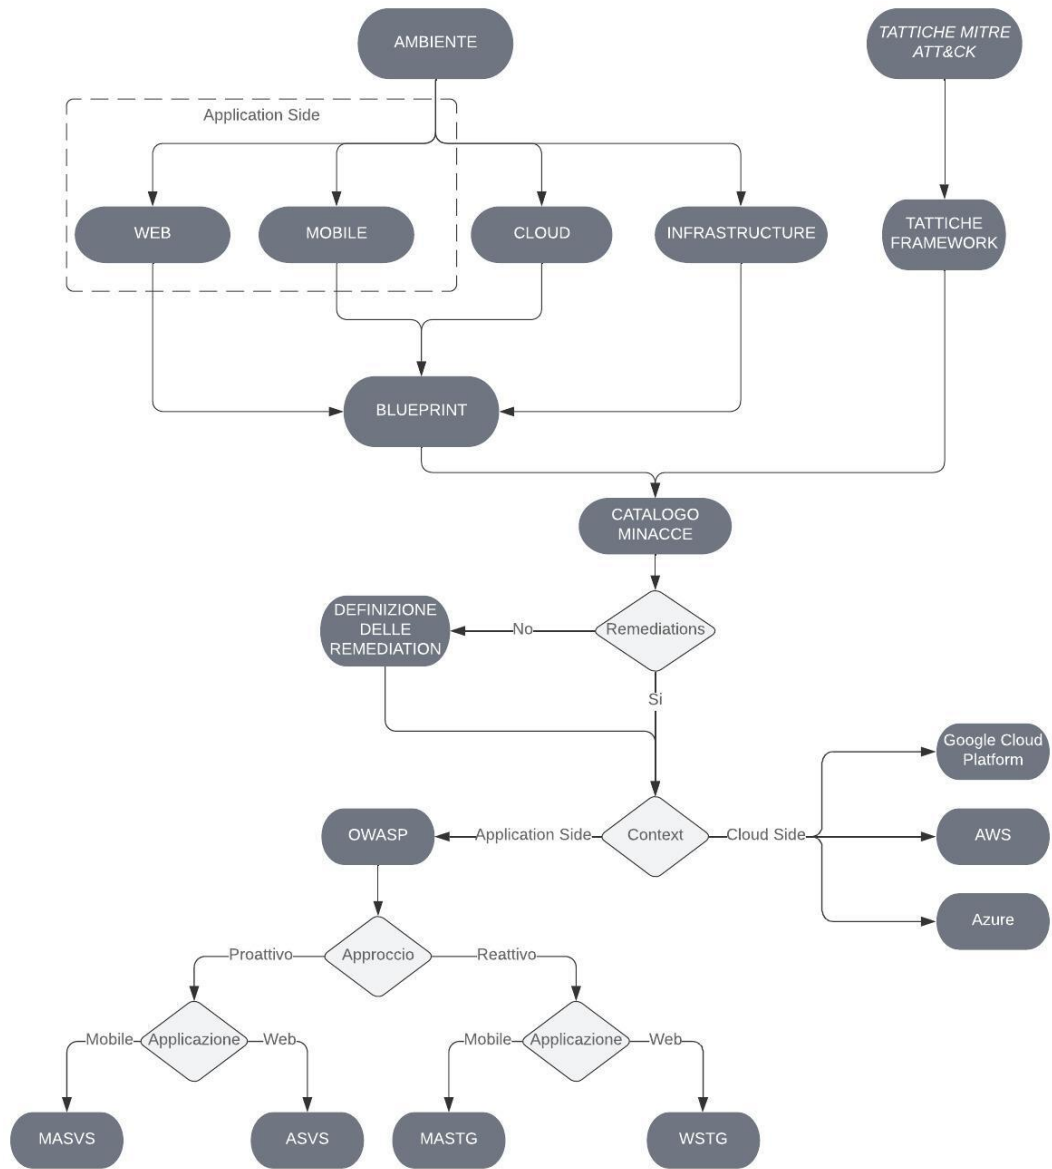 AMBIENTE
TATTICHE MITRE
ATT&CK
Application Side
WEB
MOBILE
CLOUD
INFRASTRUCTURE
TATTICHE
FRAMEWORK
BLUEPRINT
CATALOGO
MINACCE
DEFINIZIONE
DELLE
REMEDIATION
No
Remediations
Si
Google Cloud
Platform
OWASP
Application Side
Context
Cloud Side
AWS
Azure
Proattivo
Approccio
Reattivo
Mobile
Applicazione
Web
Mobile
Applicazione
Web
MASVS
ASVS
MASTG
WSTG